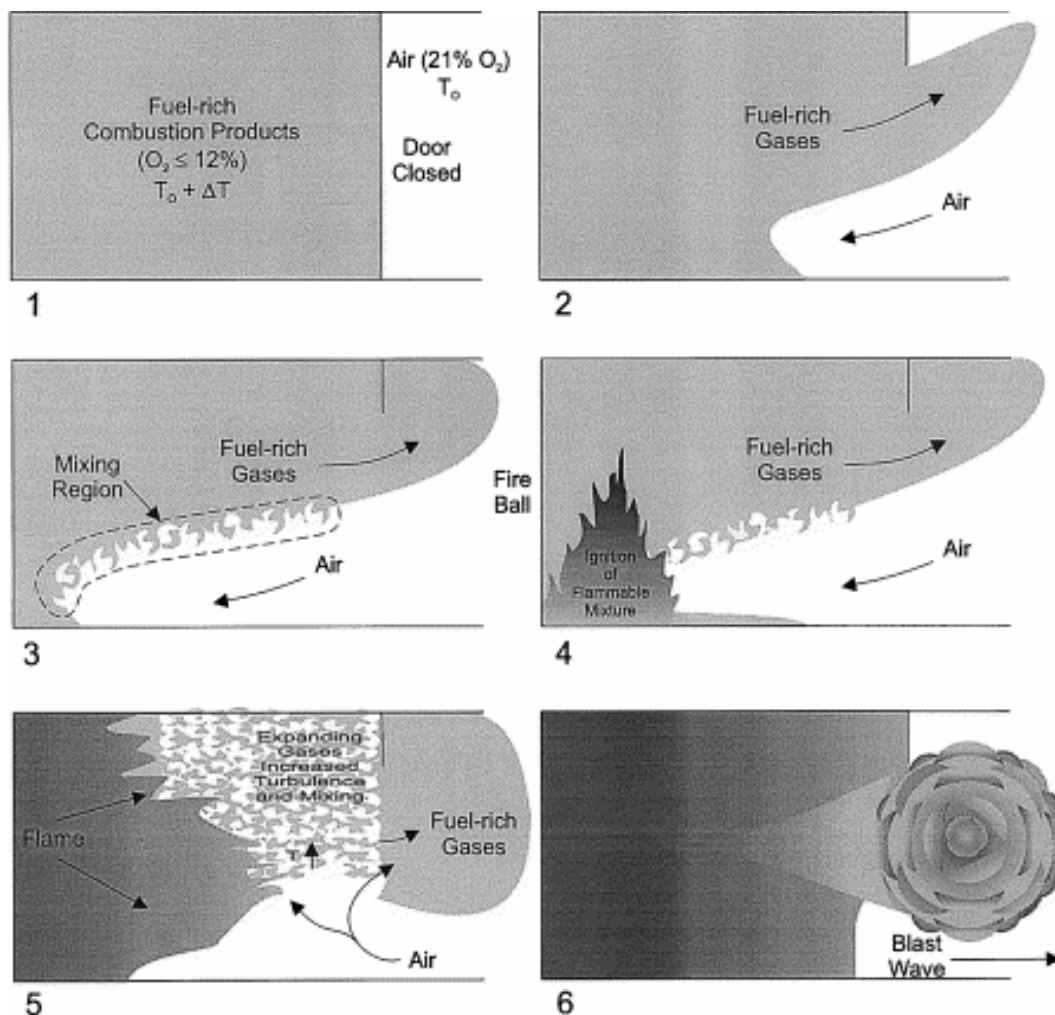 Fuel-rich
Combustion Products
(O₂ ≤ 12%)
T₀ + ΔT
Air (21% O₂)
T₀
Door
Closed
1
Fuel-rich
Gases
Air
2
Mixing
Region
Fuel-rich
Gases
Air
3
Fire
Ball
Fuel-rich
Gases
Ignition
of
Flammable
Mixture
Air
4
Expanding
Gases
Increased
Turbulence
and Mixing
Flame
Fuel-rich
Gases
Air
5
Blast
Wave
6